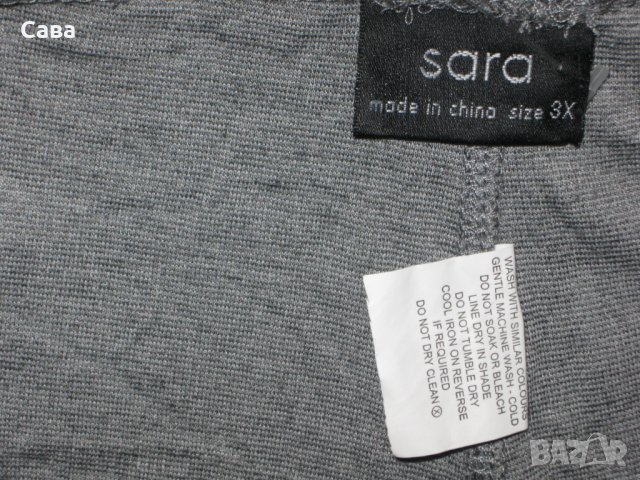 Сава
sara
made in china size 3X
WASH WITH SIMILAR COLOURS
GENTLE MACHINE WASH - COLD
DO NOT SOAK OR BLEACH
LINE DRY IN SHADE
DO NOT TUMBLE DRY
COOL IRON ON REVERSE
IF REQUIRED
DO NOT DRY CLEAN Ⓧ
BAZAR